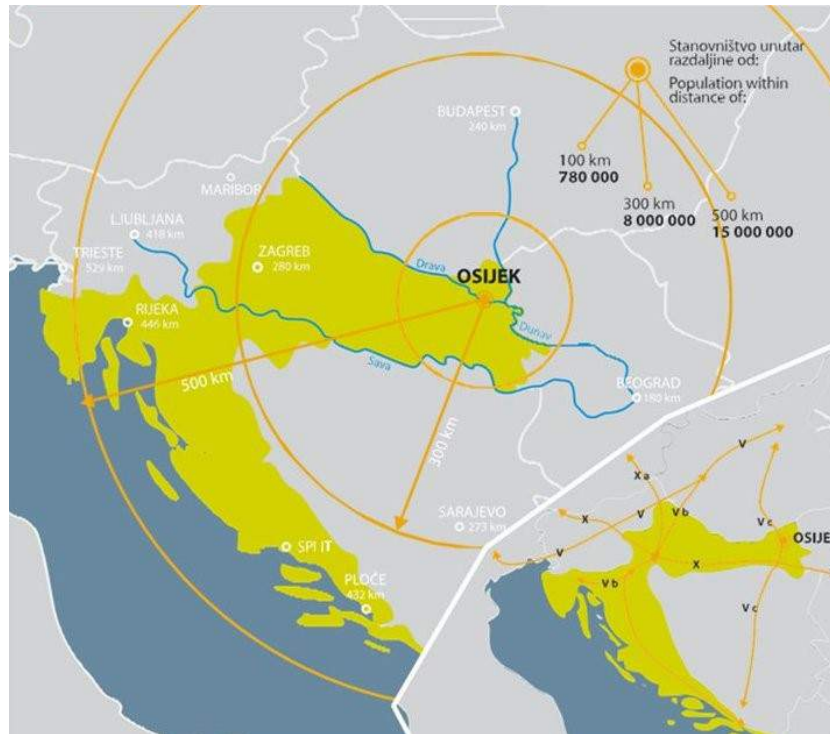 Stanovništvo unutar
razdaljine od:
Population within
distance of:
100 km
780 000
300 km
8 000 000
500 km
15 000 000
BUDAPEST
240 km
MARIBOR
LJUBLJANA
418 km
TRIESTE
529 km
ZAGREB
280 km
RIJEKA
446 km
Drava
OSIJEK
Dunav
Sava
500 km
300 km
BEOGRAD
180 km
SARAJEVO
273 km
SPLIT
PLOČE
432 km
V
X a
V
V b
X
V c
OSIJE
V
X
V b
V c